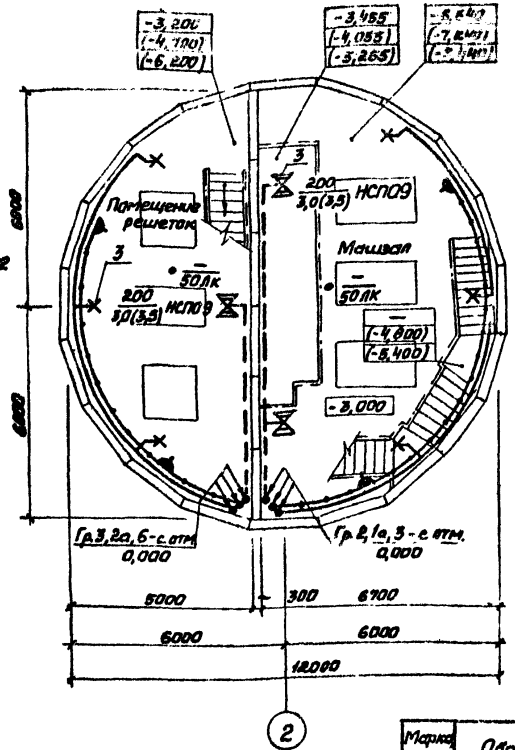 -3,200
(-4,700)
(-6,200)
-3,455
(-4,055)
(-5,265)
3
200
3,0(3,5)
НСП09
Помещение
решеток
Машзал
3
—
50ЛК
—
50ЛК
200
3,0(3,5)
НСП09
—
(-4,800)
(-5,400)
-3,000
6000
6000
Гр.3,2а,6-с отм.
0,000
Гр.2,1а,3-с отм.
0,000
5000
300
6700
6000
6000
12000
2
Марка